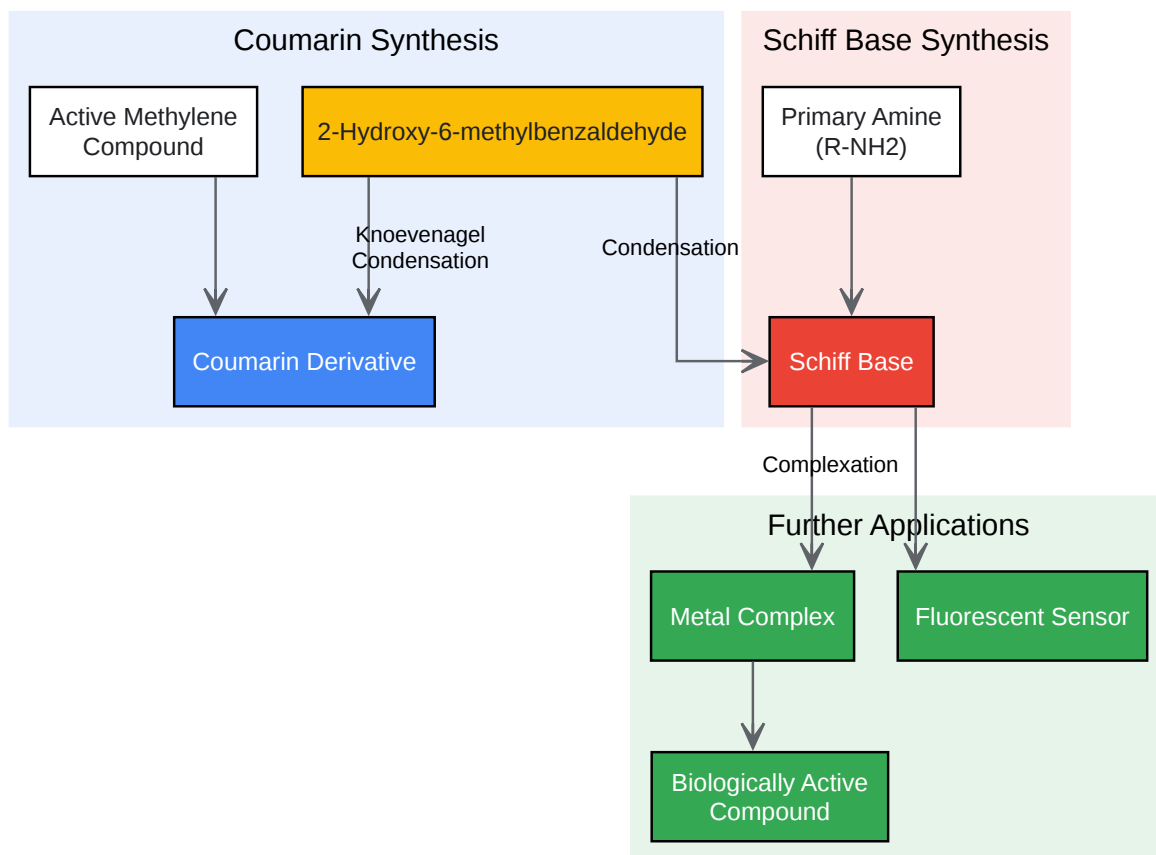 Coumarin Synthesis
Schiff Base Synthesis
Active Methylene
Compound
2-Hydroxy-6-methylbenzaldehyde
Primary Amine
(R-NH2)
Knoevenagel
Condensation
Condensation
Coumarin Derivative
Schiff Base
Complexation
Further Applications
Metal Complex
Fluorescent Sensor
Biologically Active
Compound